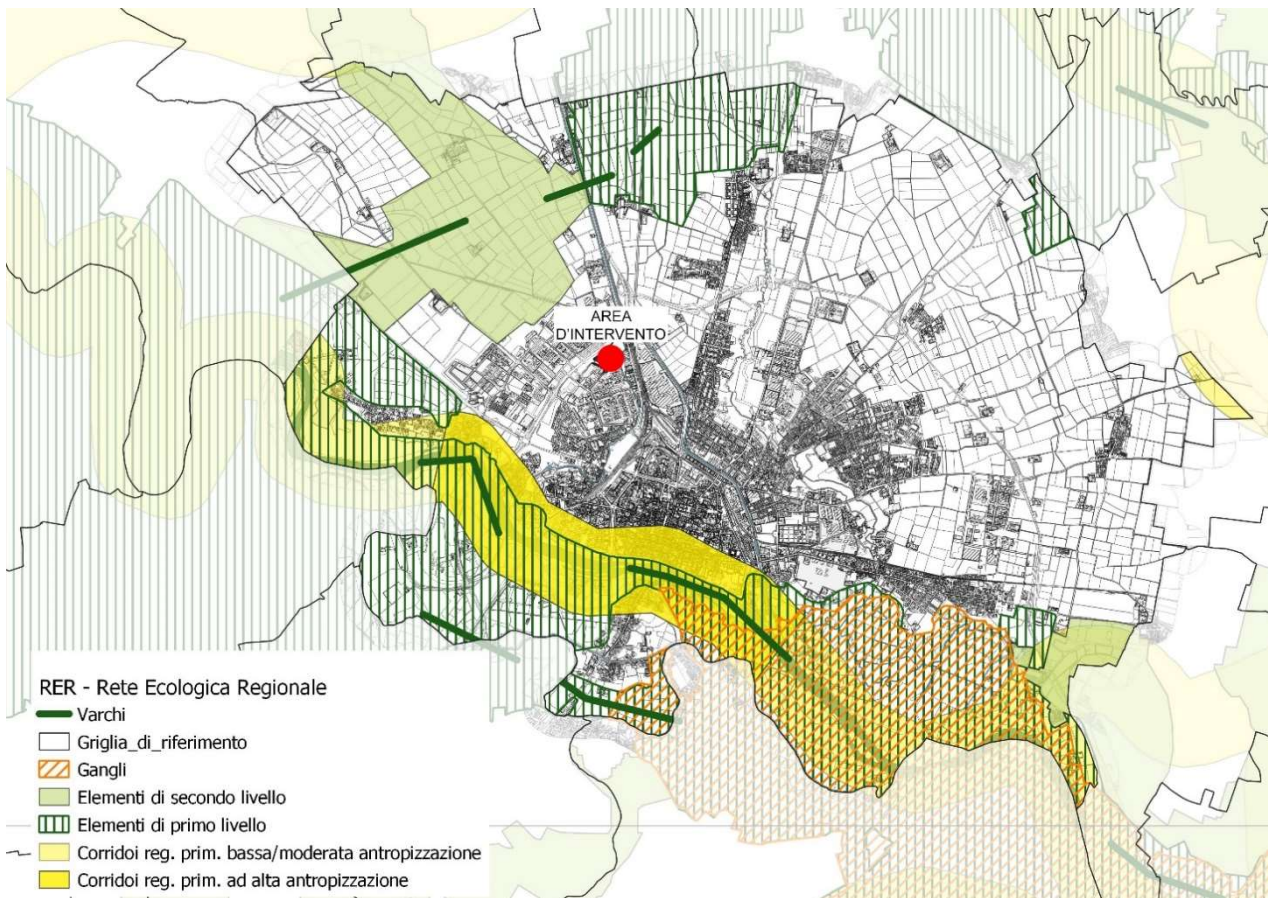 AREA
D'INTERVENTO
RER - Rete Ecologica Regionale
Varchi
Griglia_di_riferimento
Gangli
Elementi di secondo livello
Elementi di primo livello
Corridoi reg. prim. bassa/moderata antropizzazione
Corridoi reg. prim. ad alta antropizzazione